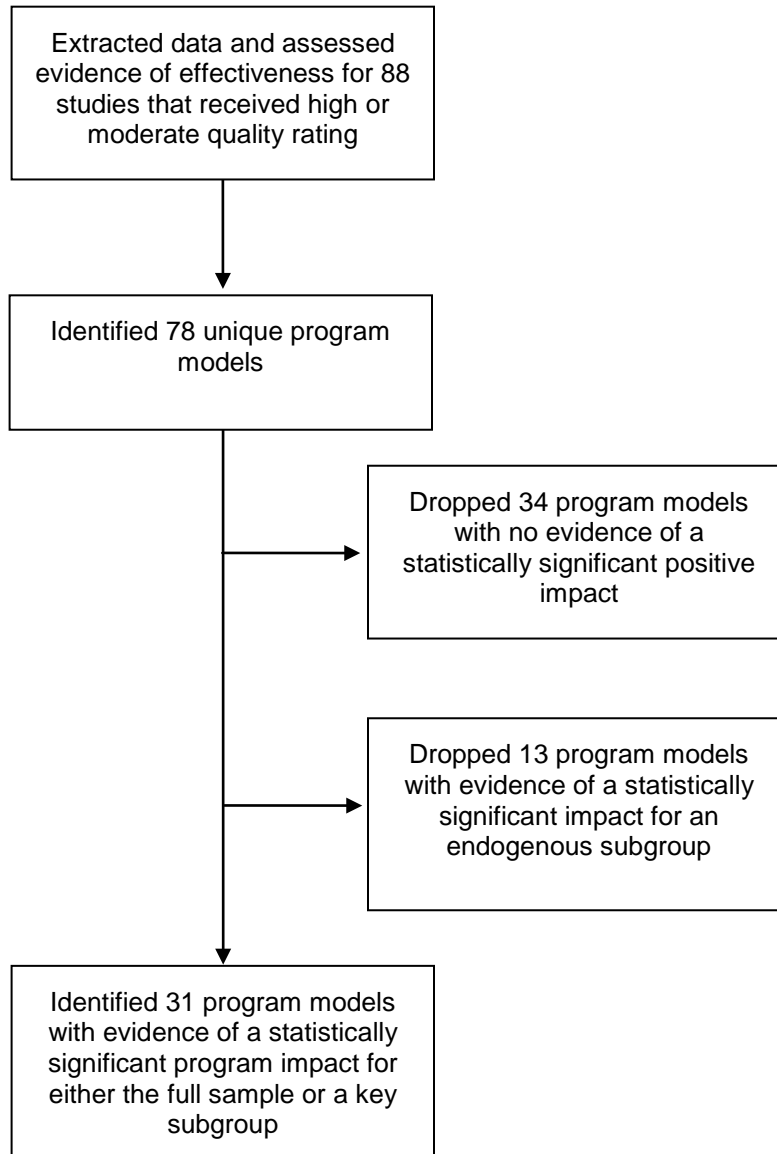 Extracted data and assessed
evidence of effectiveness for 88
studies that received high or
moderate quality rating
Identified 78 unique program
models
Dropped 34 program models
with no evidence of a
statistically significant positive
impact
Dropped 13 program models
with evidence of a statistically
significant impact for an
endogenous subgroup
Identified 31 program models
with evidence of a statistically
significant program impact for
either the full sample or a key
subgroup